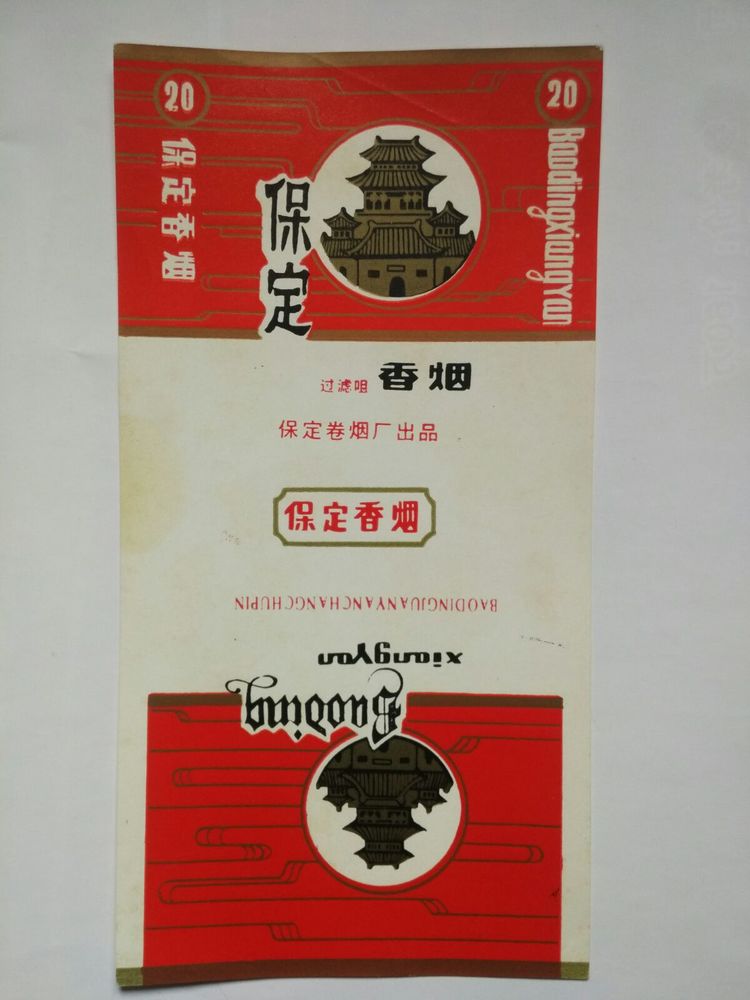 20
保定香烟
保定
20
Baodingxiangyan
过滤咀 香烟
保定卷烟厂出品
保定香烟
BAODINGJUANYANCHANGCHUPIN
xiangyan
Baoding